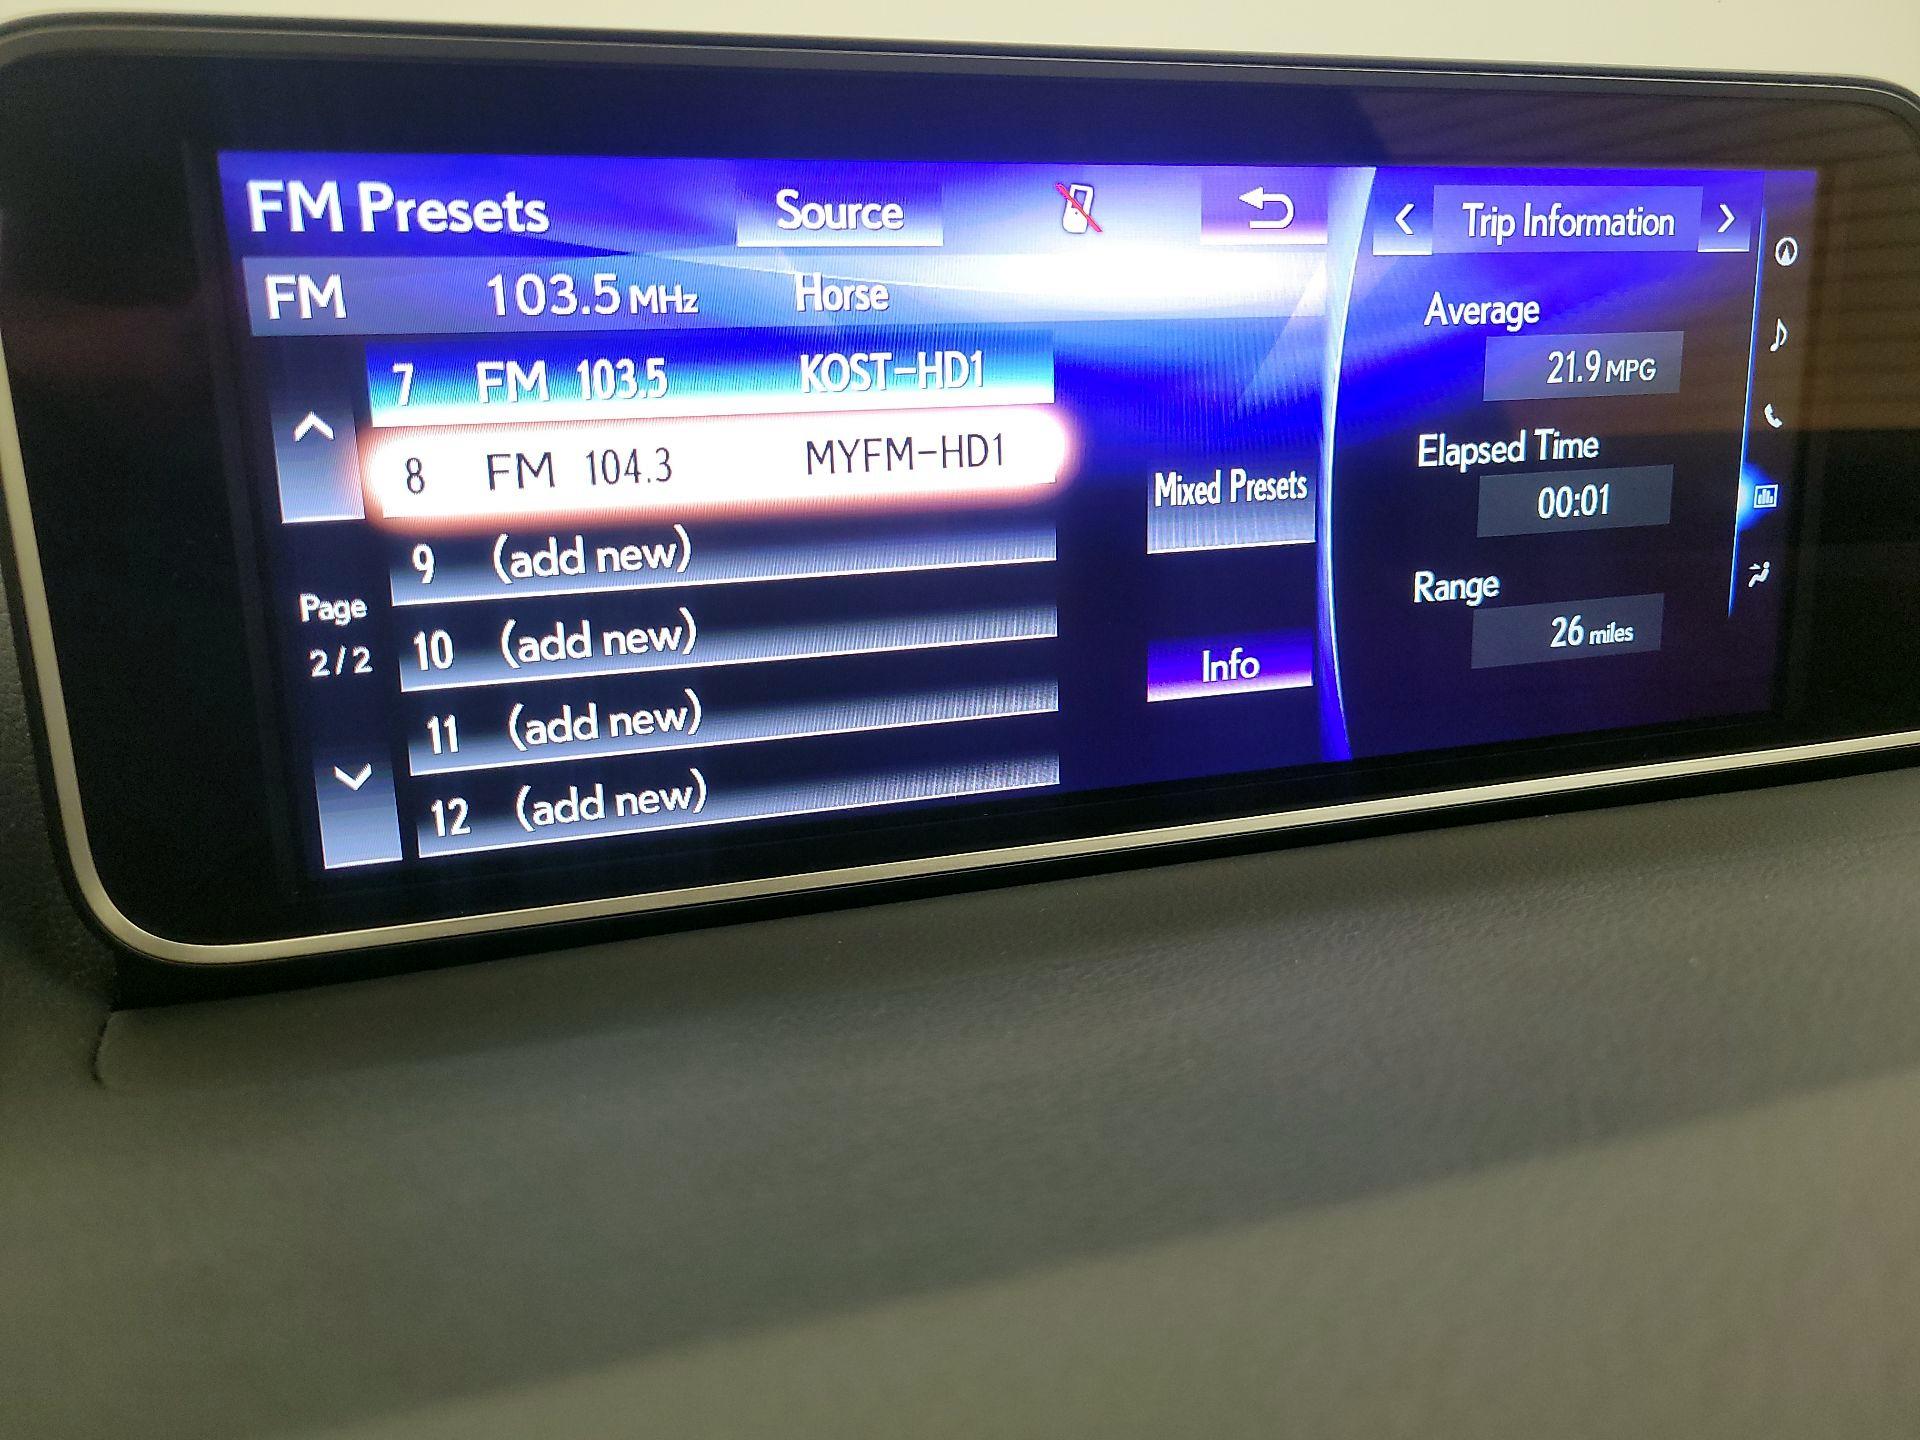 FM Presets Source
FM 103.5 MHz Horse
7 FM 103.5 KOST-HD1
8 FM 104.3 MYFM-HD1
9 (add new)
10 (add new)
11 (add new)
12 (add new)
Page
2/2
Mixed Presets
Info
Trip Information
Average
21.9 MPG
Elapsed Time
00:01
Range
26 miles